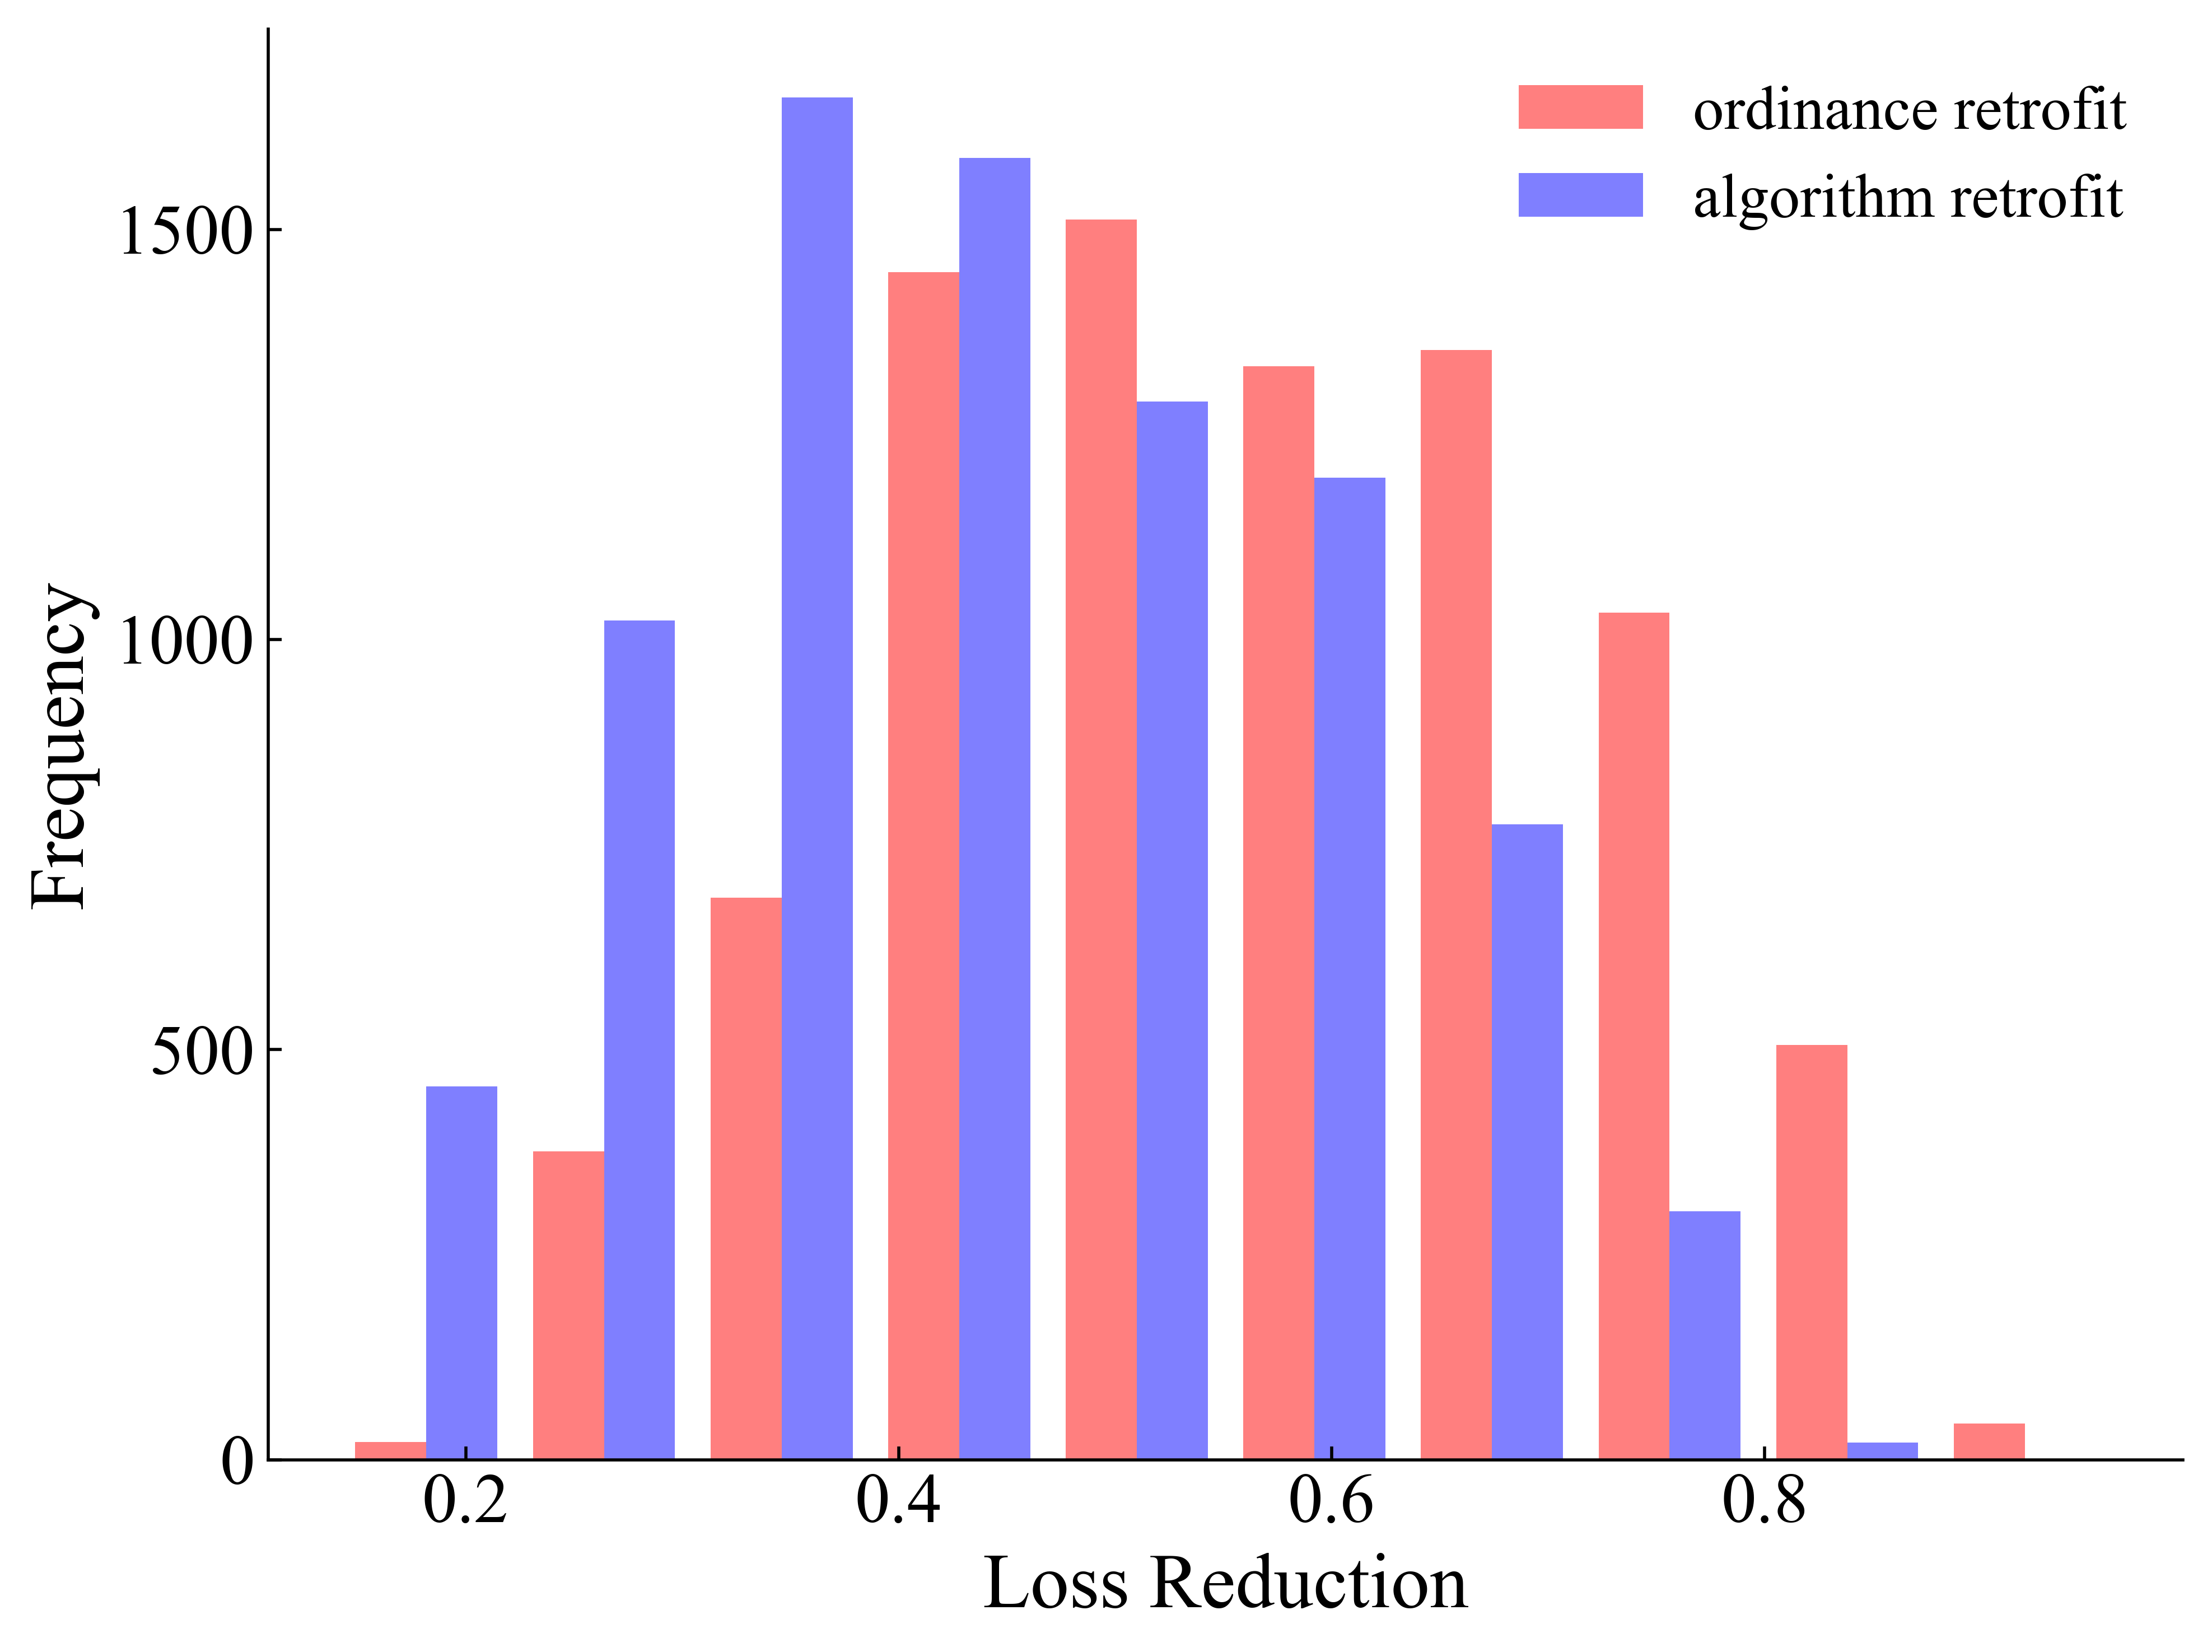 ordinance retrofit
algorithm retrofit
1500
1000
500
0
Frequency
0.2 0.4 0.6 0.8
Loss Reduction